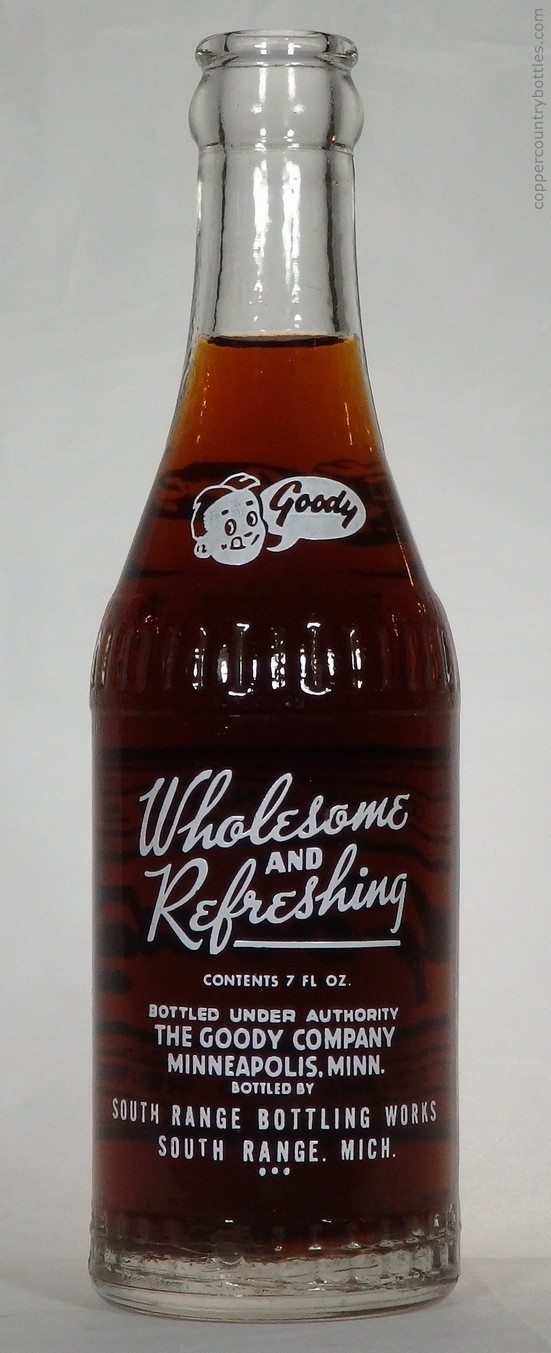 coppercountrybottles.com
Goody
Wholesome
AND
Refreshing
CONTENTS 7 FL OZ.
BOTTLED UNDER AUTHORITY
THE GOODY COMPANY
MINNEAPOLIS, MINN.
BOTTLED BY
SOUTH RANGE BOTTLING WORKS
SOUTH RANGE. MICH.